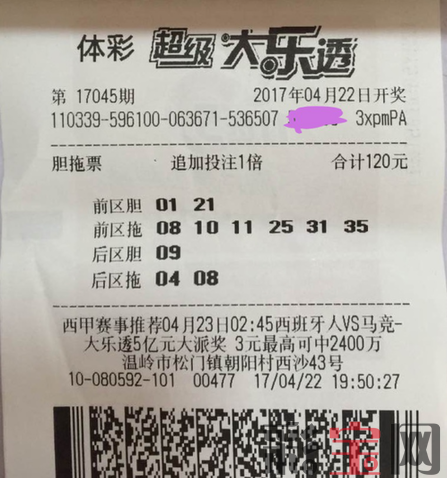 体彩 超级大乐透
第 17045期 2017年04月22日开奖
110339-596100-063671-536507 3xpmPA
胆拖票 追加投注1倍 合计120元
前区胆 01 21
前区拖 08 10 11 25 31 35
后区胆 09
后区拖 04 08
西甲赛事推荐04月23日02:45西班牙人VS马竞-
大乐透5亿元大派奖 3元最高可中2400万
温岭市松门镇朝阳村西沙43号
10-080592-101 00477 17/04/22 19:50:27